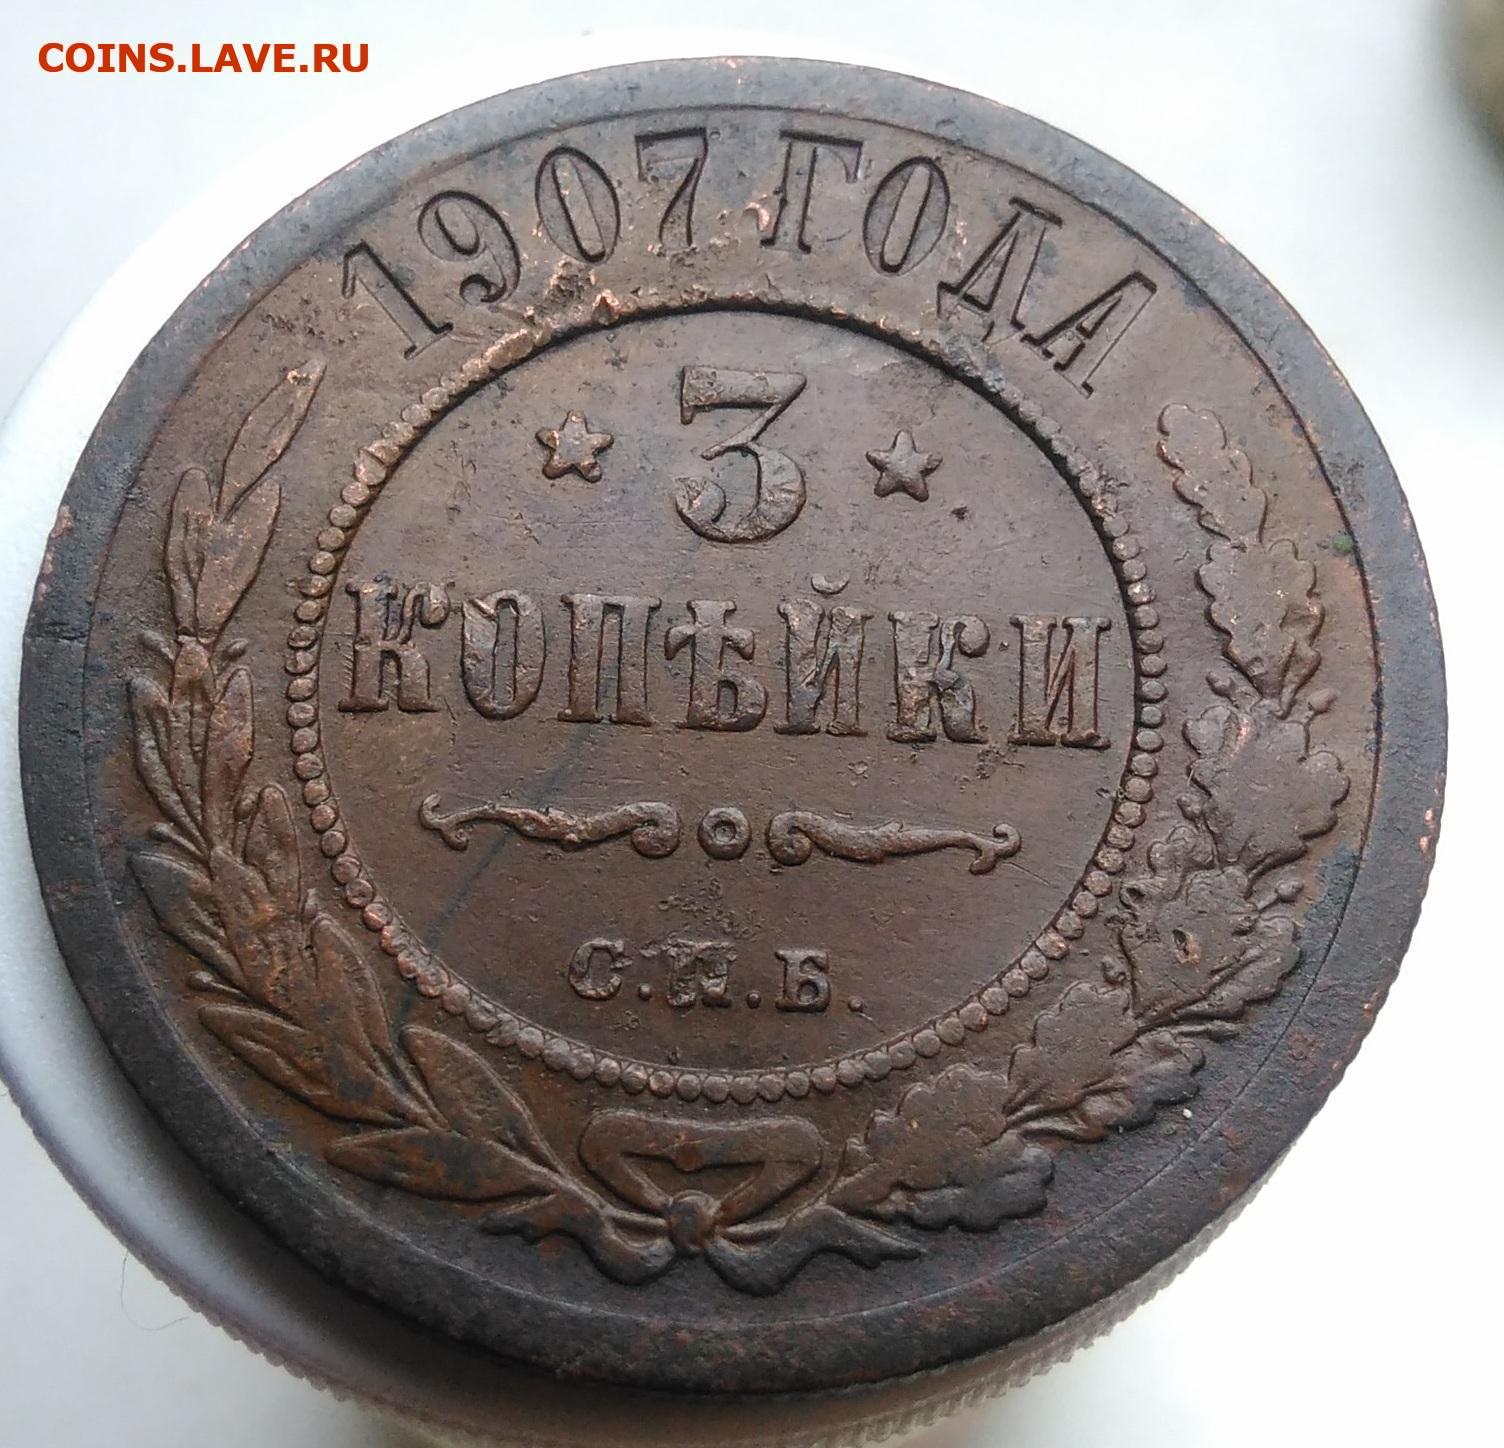 COINS.LAVE.RU
1907 ГОДА
3
КОПѢЙКИ
С.П.Б.